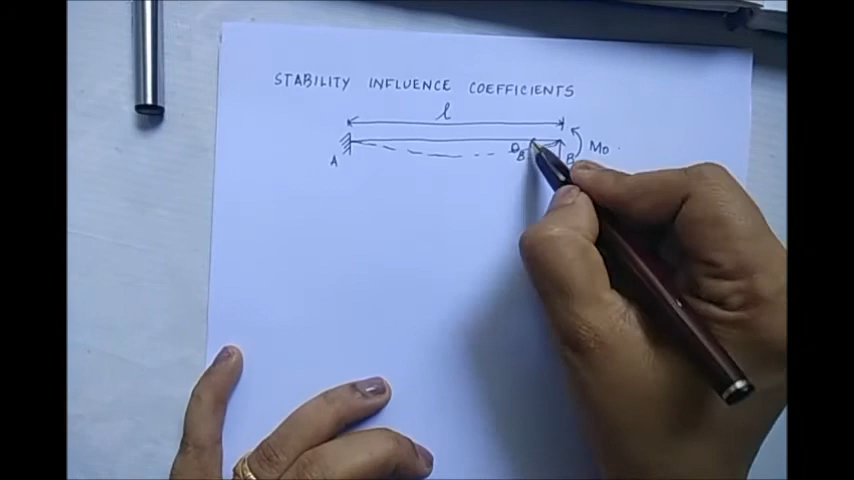 STABILITY INFLUENCE COEFFICIENTS
l
A B B M0